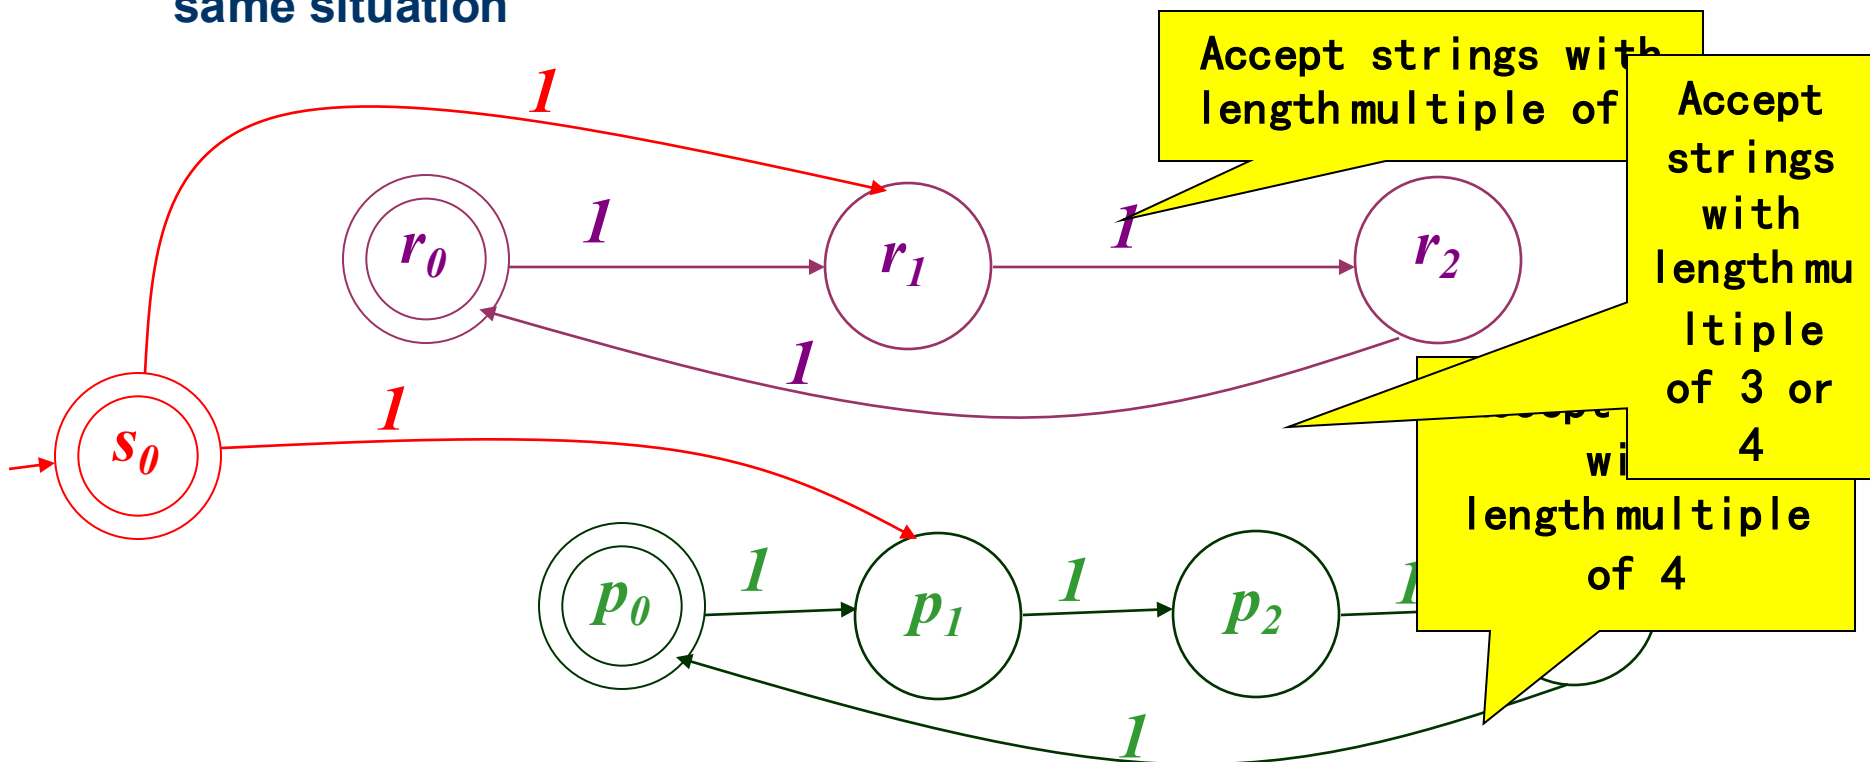 same situation
1
Accept strings with
length multiple of
Accept
strings
with
length mu
ltiple
of 3 or
4
1
1
r0
r1
r2
1
1
s0
length multiple
of 4
1
1
1
p0
p1
p2
1